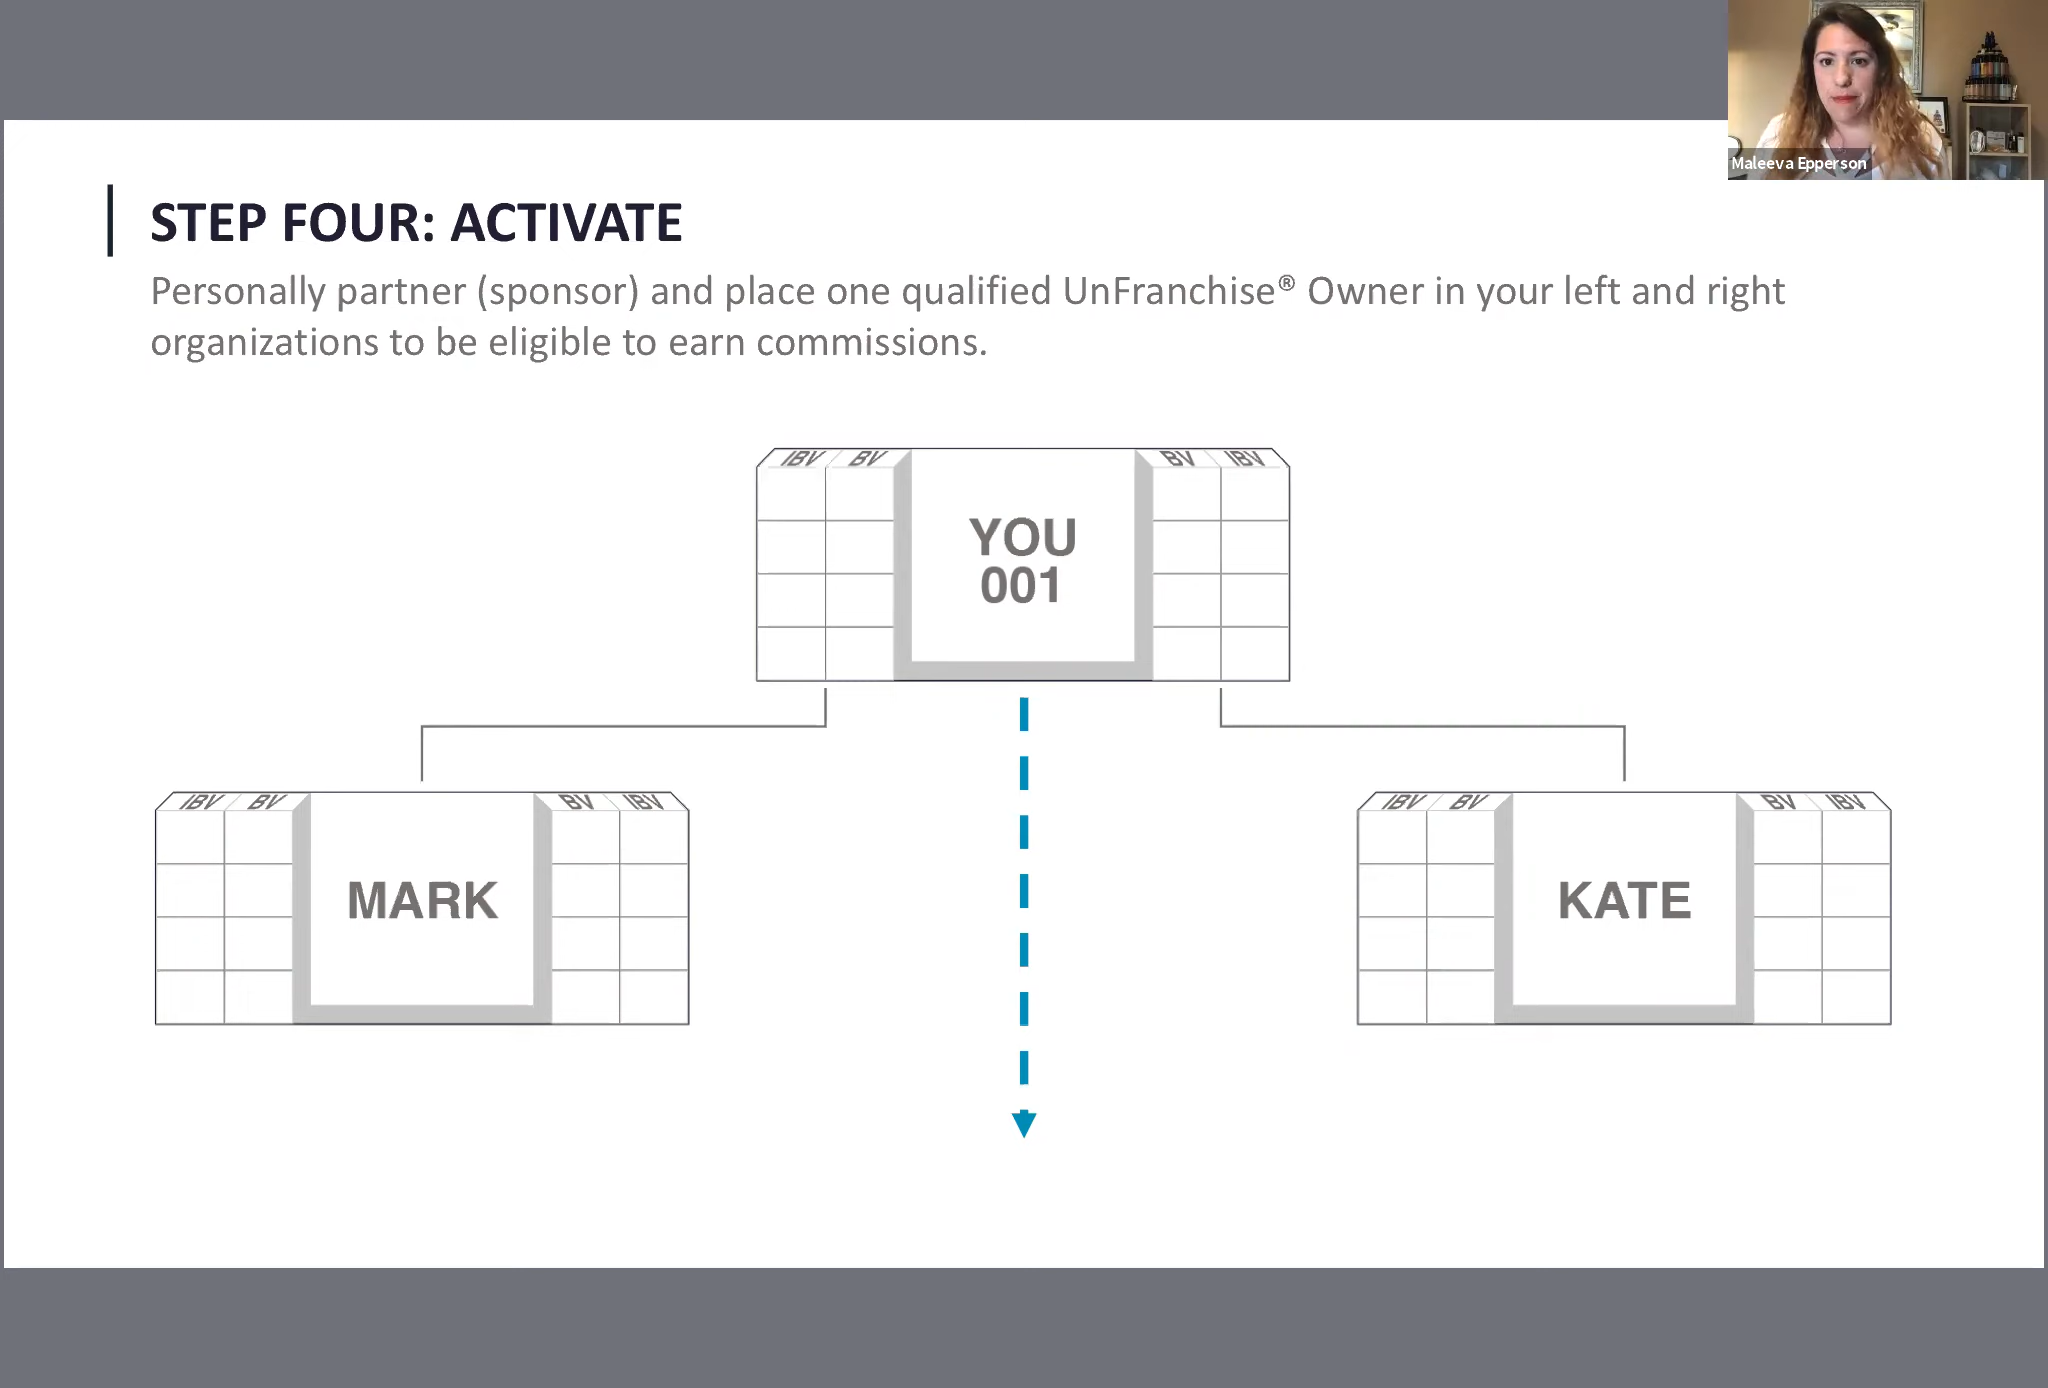 Maleeva Epperson
STEP FOUR: ACTIVATE
Personally partner (sponsor) and place one qualified UnFranchise® Owner in your left and right
organizations to be eligible to earn commissions.
IBV BV BV IBV
YOU
001
IBV BV BV IBV
MARK
IBV BV BV IBV
KATE